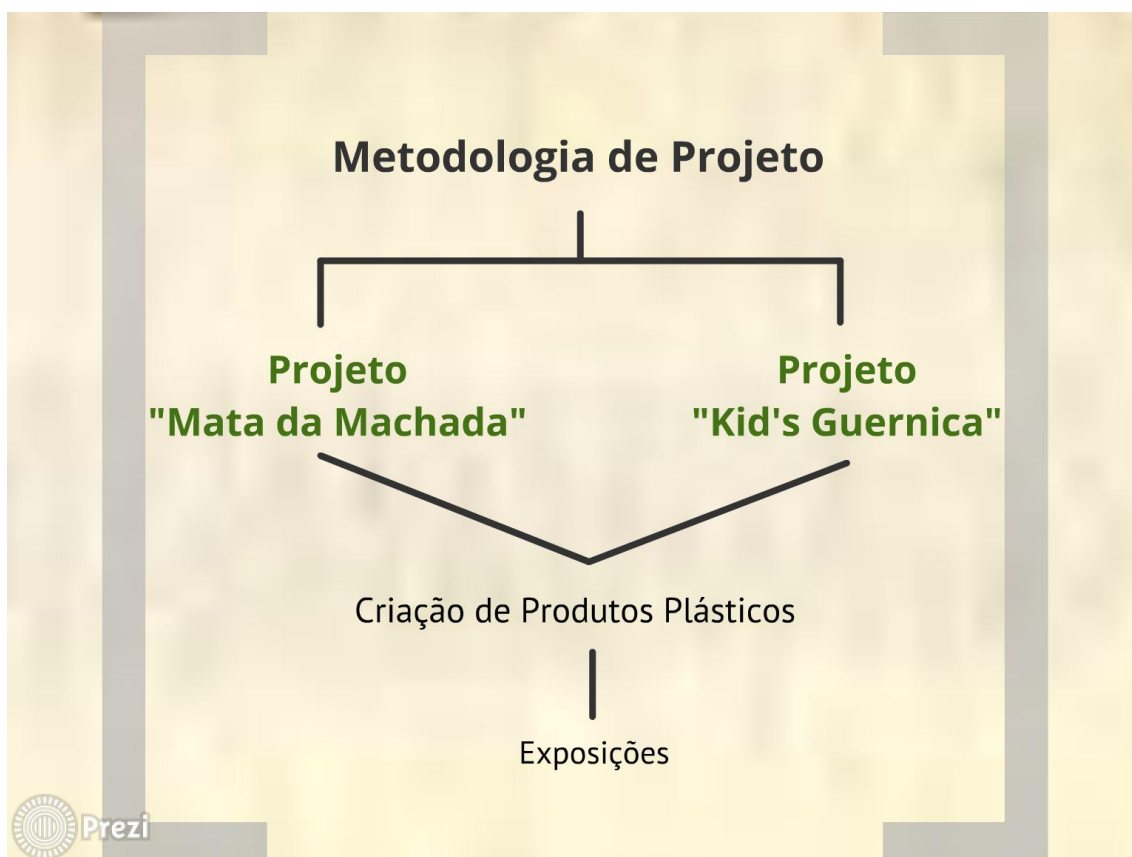 Metodologia de Projeto
Projeto
"Mata da Machada"
Projeto
"Kid's Guernica"
Criação de Produtos Plásticos
Exposições
Prezi